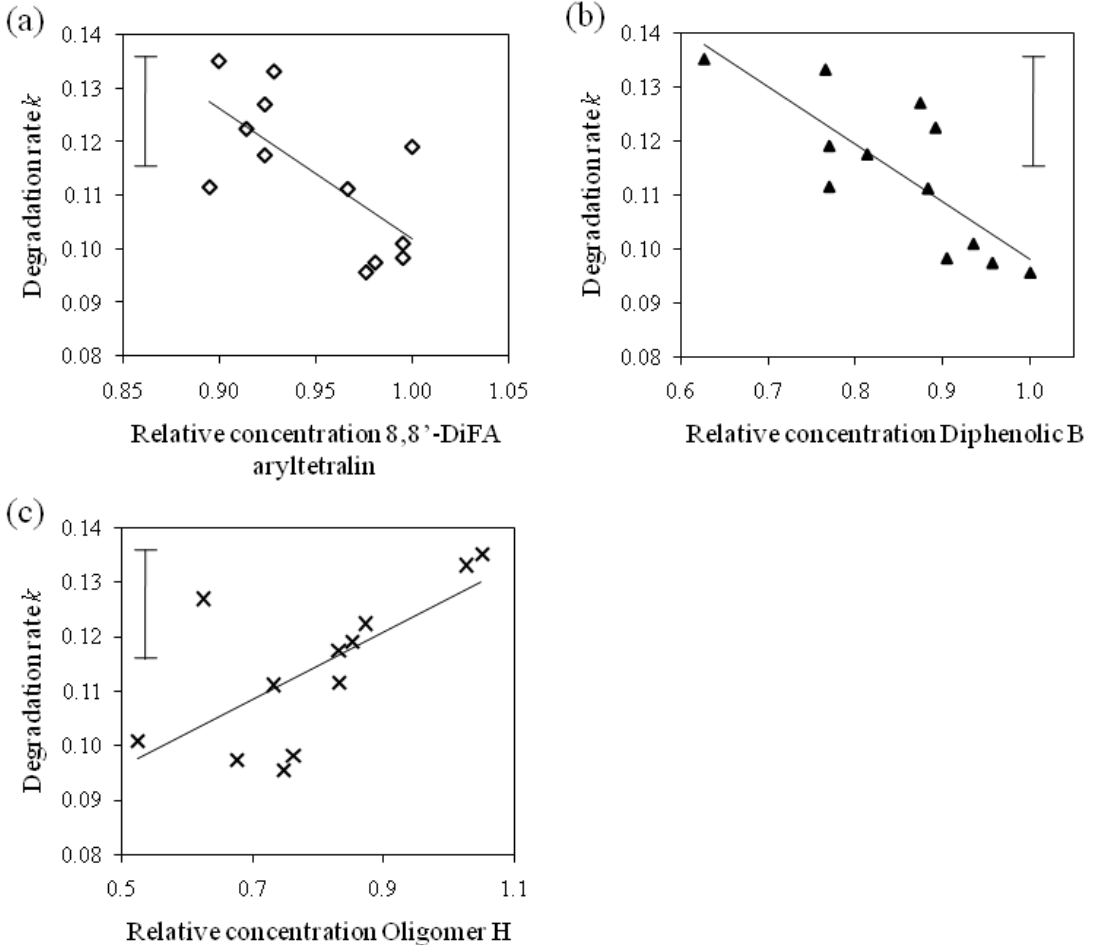 (a)
0.14
0.13
0.12
0.11
0.10
0.09
0.08
Degradation rate k
0.85 0.90 0.95 1.00 1.05
Relative concentration 8,8’-DiFA
aryltetralin
(b)
0.14
0.13
0.12
0.11
0.10
0.09
0.08
Degradation rate k
0.6 0.7 0.8 0.9 1.0
Relative concentration Diphenolic B
(c)
0.14
0.13
0.12
0.11
0.10
0.09
0.08
Degradation rate k
0.5 0.7 0.9 1.1
Relative concentration Oligomer H